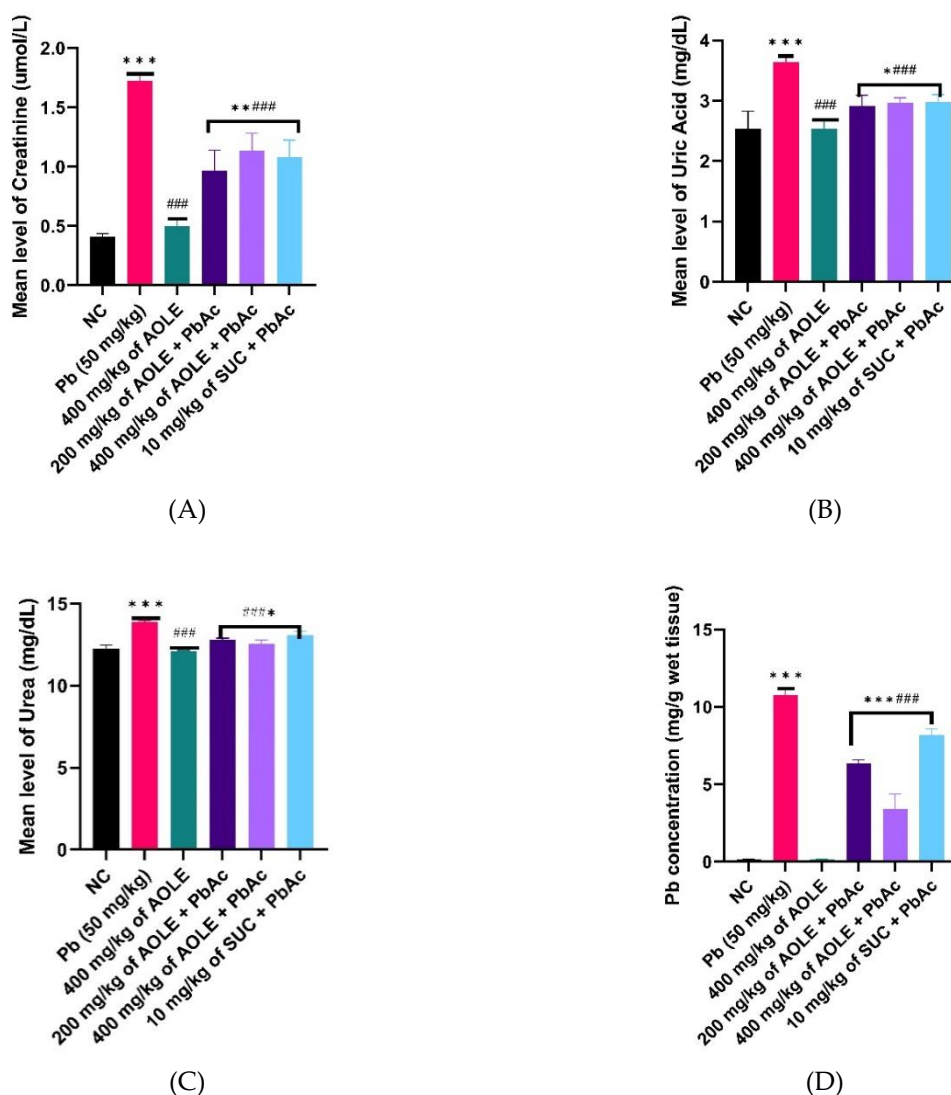 Mean level of Creatinine (umol/L)
2.0
1.5
1.0
0.5
0.0
***
###
**###
NC
Pb (50 mg/kg)
400 mg/kg of AOLE
200 mg/kg of AOLE + PbAc
400 mg/kg of AOLE + PbAc
10 mg/kg of SUC + PbAc
(A)
Mean level of Uric Acid (mg/dL)
4
3
2
1
0
***
###
*###
NC
Pb (50 mg/kg)
400 mg/kg of AOLE
200 mg/kg of AOLE + PbAc
400 mg/kg of AOLE + PbAc
10 mg/kg of SUC + PbAc
(B)
Mean level of Urea (mg/dL)
15
10
5
0
***
###
###*
NC
Pb (50 mg/kg)
400 mg/kg of AOLE
200 mg/kg of AOLE + PbAc
400 mg/kg of AOLE + PbAc
10 mg/kg of SUC + PbAc
(C)
Pb concentration (mg/g wet tissue)
15
10
5
0
***
***###
NC
Pb (50 mg/kg)
400 mg/kg of AOLE
200 mg/kg of AOLE + PbAc
400 mg/kg of AOLE + PbAc
10 mg/kg of SUC + PbAc
(D)